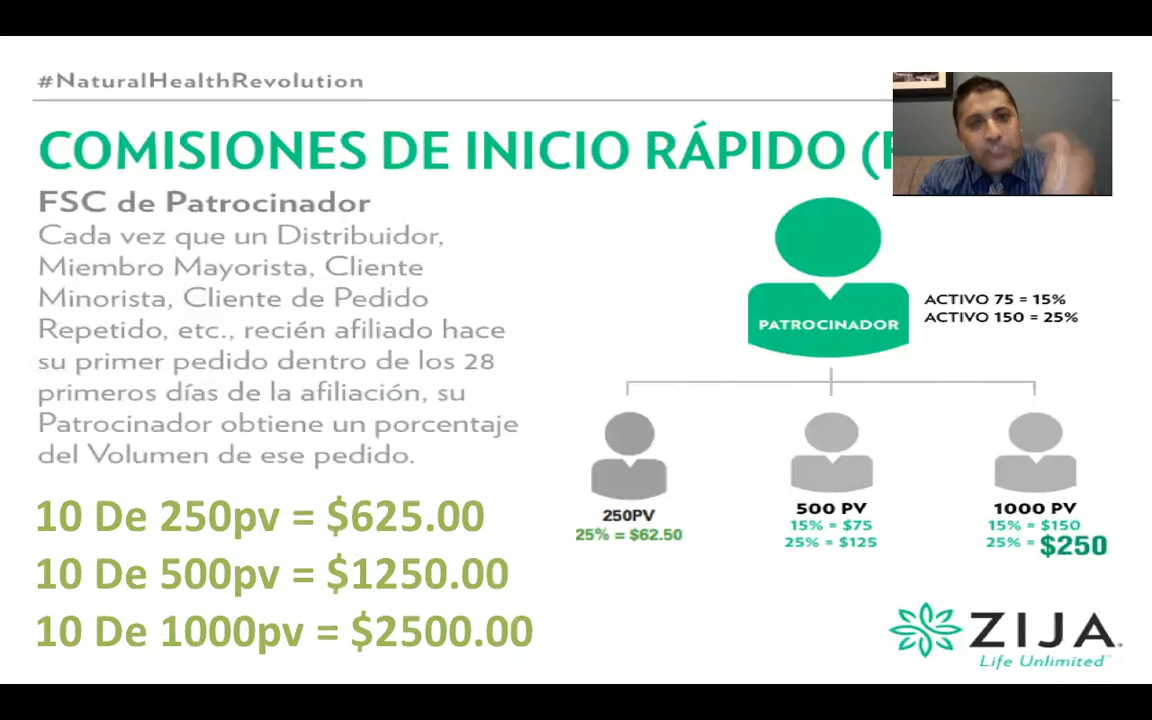 #NaturalHealthRevolution
COMISIONES DE INICIO RÁPIDO (
FSC de Patrocinador
Cada vez que un Distribuidor,
Miembro Mayorista, Cliente
Minorista, Cliente de Pedido
Repetido, etc., recién afiliado hace
su primer pedido dentro de los 28
primeros días de la afiliación, su
Patrocinador obtiene un porcentaje
del Volumen de ese pedido.
10 De 250pv = $625.00
10 De 500pv = $1250.00
10 De 1000pv = $2500.00
PATROCINADOR
ACTIVO 75 = 15%
ACTIVO 150 = 25%
250PV
25% = $62.50
500 PV
15% = $75
25% = $125
1000 PV
15% = $150
25% = $250
ZIJA
Life Unlimited™